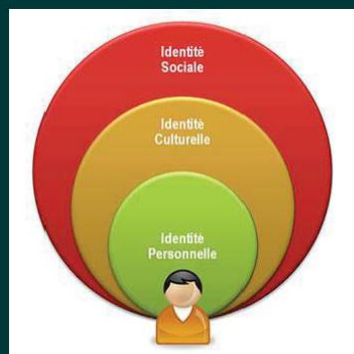 Identité
Sociale
Identité
Culturelle
Identité
Personnelle